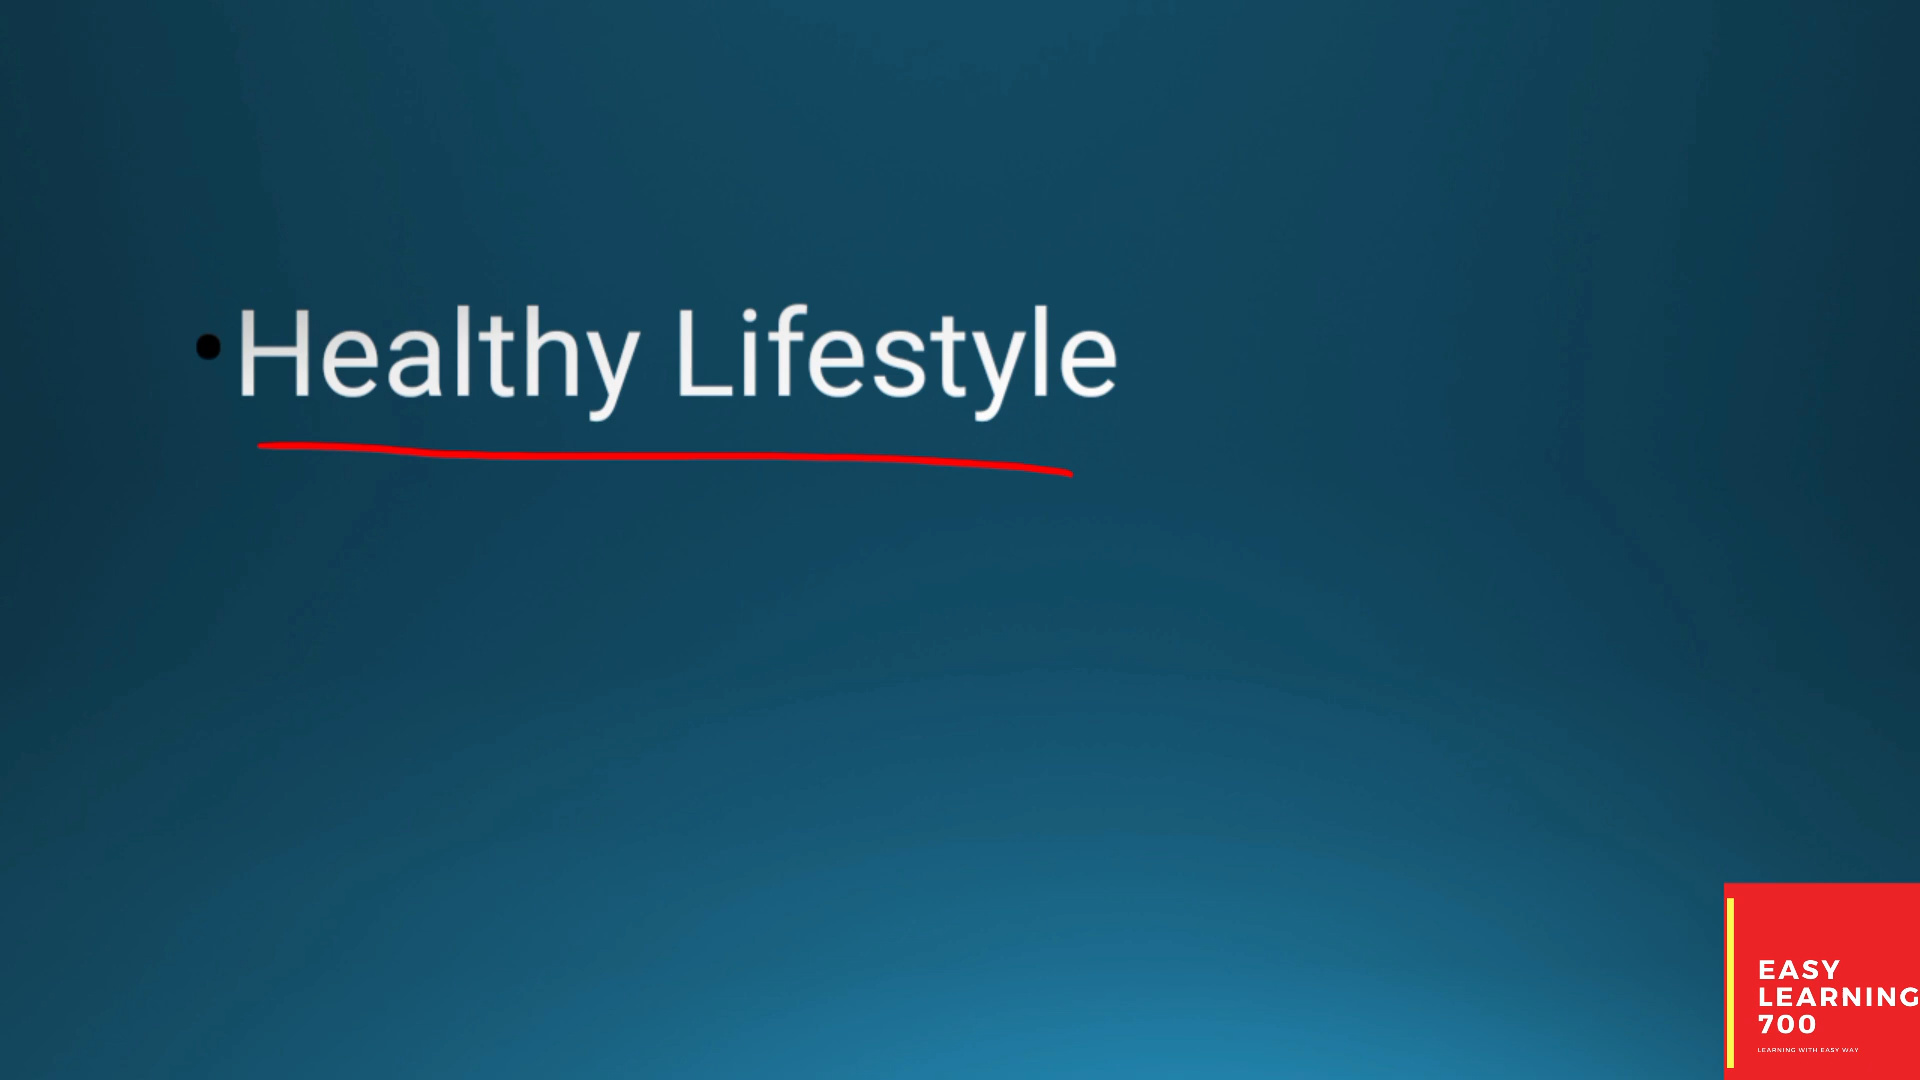 •Healthy Lifestyle
EASY
LEARNING
700
LEARNING WITH EASY WAY